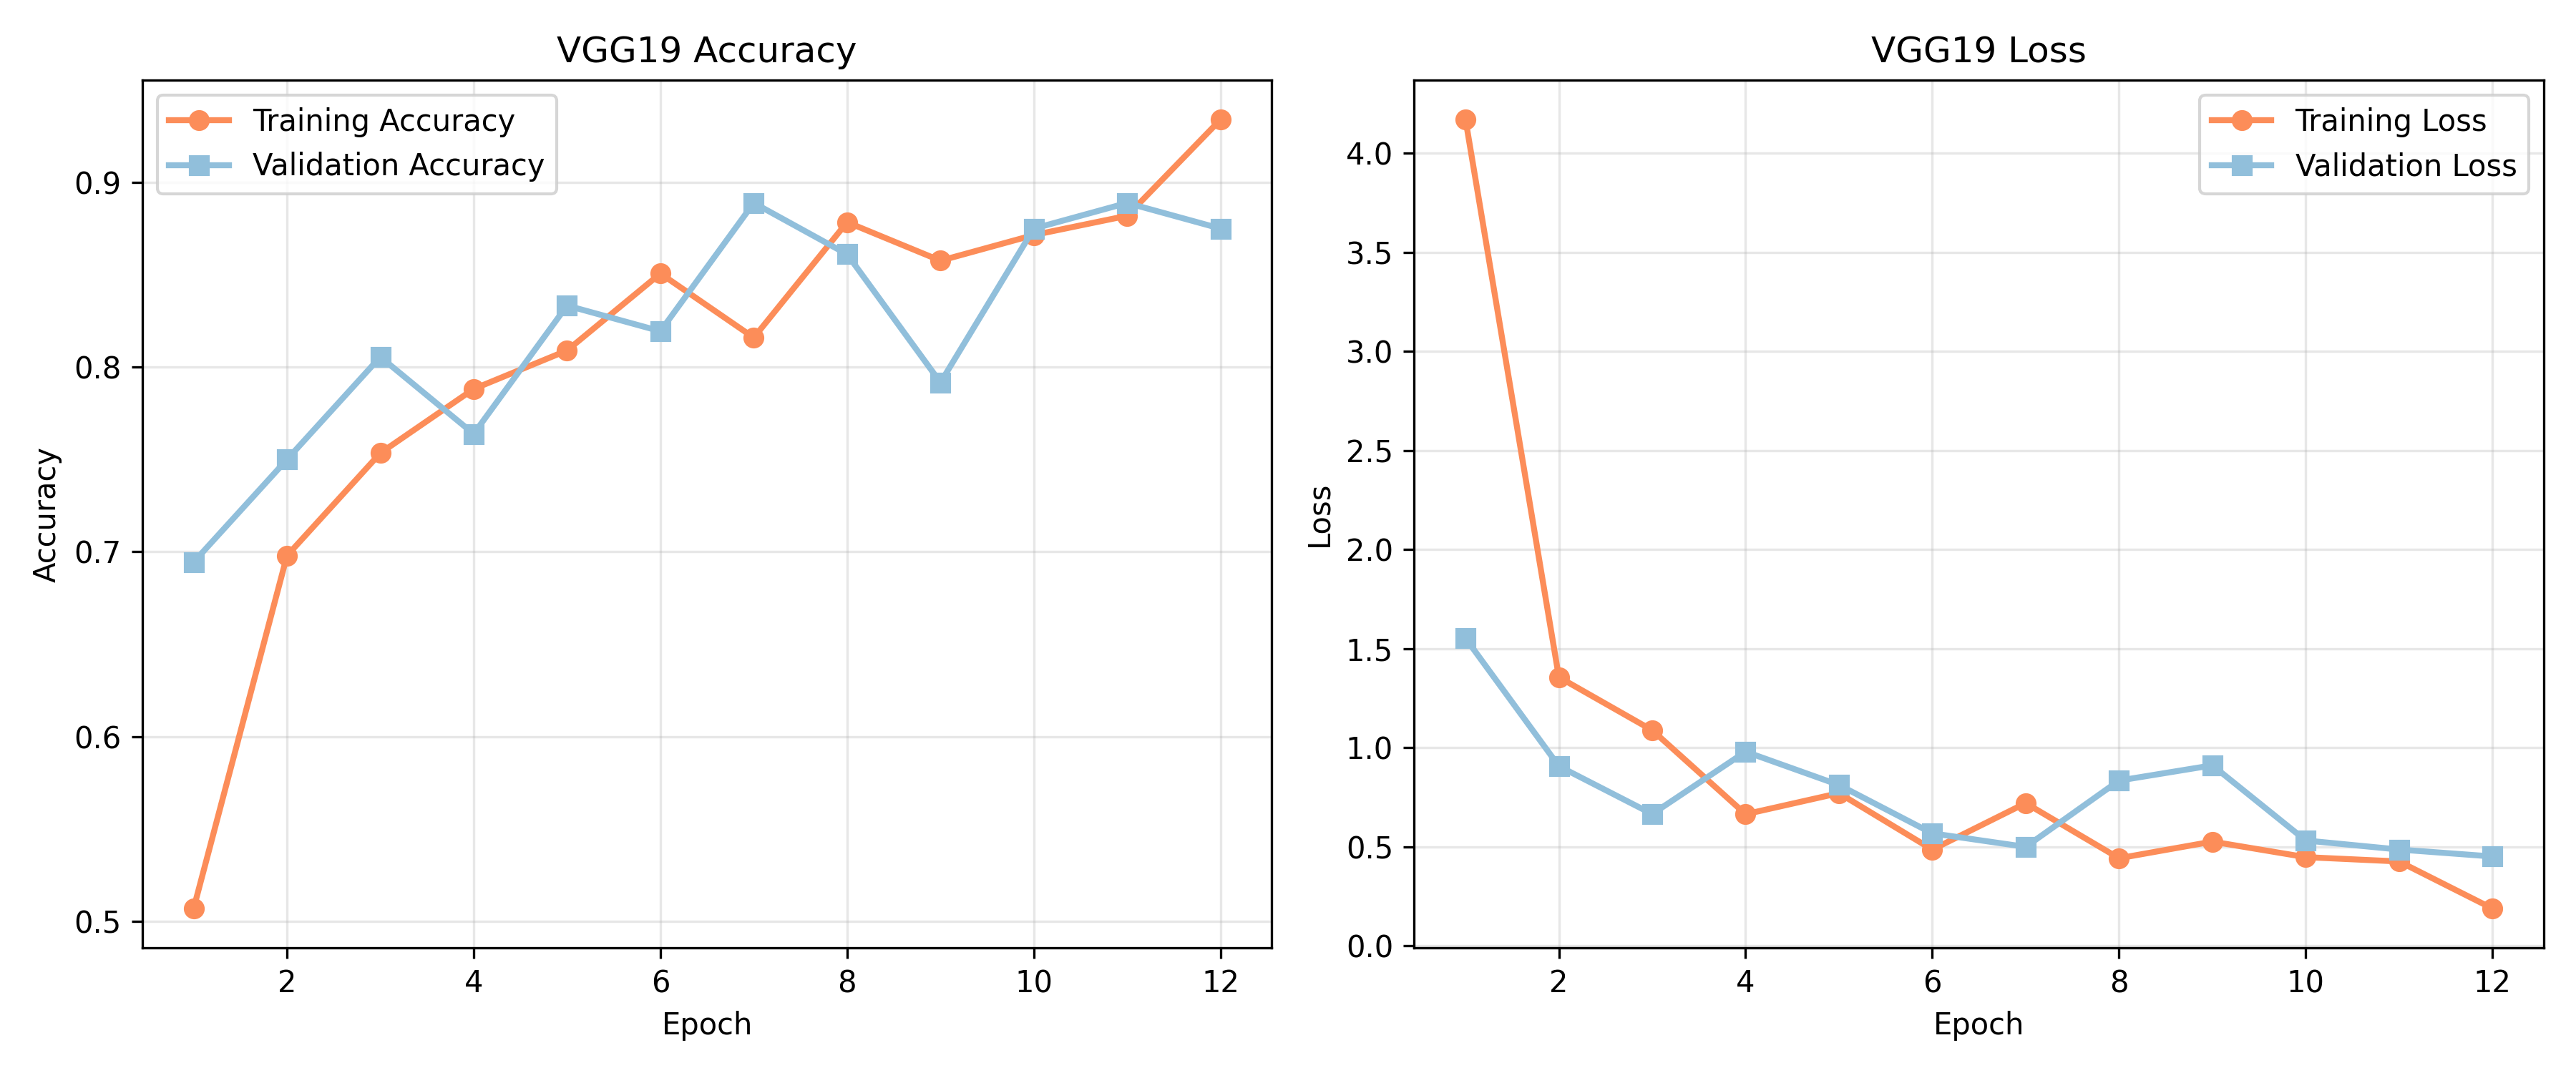 VGG19 Accuracy
Training Accuracy
Validation Accuracy
0.9
0.8
0.7
0.6
0.5
Accuracy
2 4 6 8 10 12
Epoch
VGG19 Loss
Training Loss
Validation Loss
4.0
3.5
3.0
2.5
2.0
1.5
1.0
0.5
0.0
Loss
2 4 6 8 10 12
Epoch